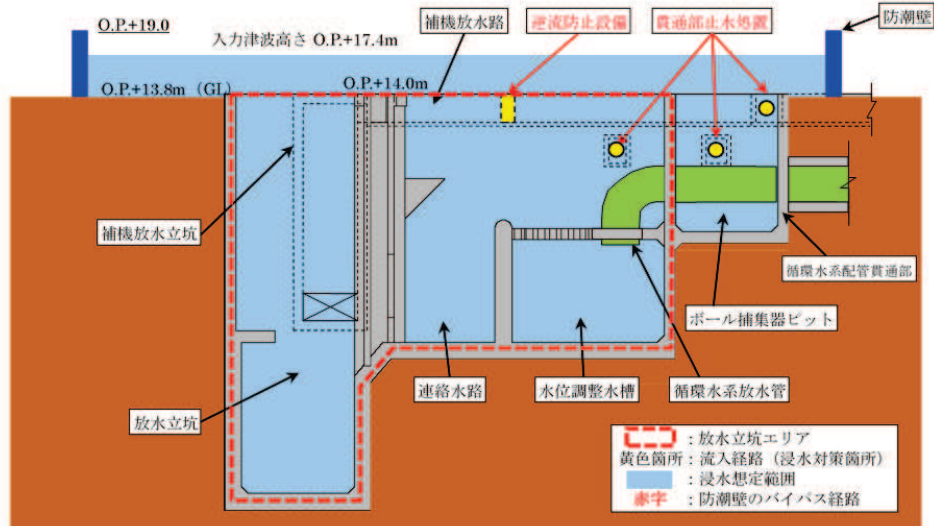 O.P.+19.0
補機放水路
逆流防止設備
貫通部止水処置
防潮壁
入力津波高さ O.P.+17.4m
O.P.+13.8m (GL)
O.P.+14.0m
補機放水立坑
循環水系配管貫通部
ボール捕集器ピット
放水立坑
連絡水路
水位調整水槽
循環水系放水管
:放水立坑エリア
黄色箇所:流入経路(浸水対策箇所)
:浸水想定範囲
赤字:防潮壁のバイパス経路